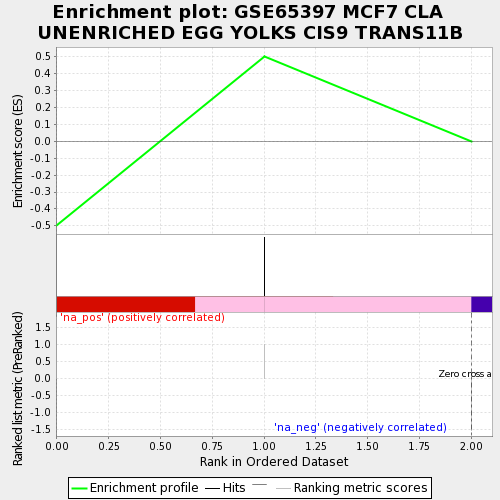 Enrichment plot: GSE65397 MCF7 CLA
UNENRICHED EGG YOLKS CIS9 TRANS11B
Enrichment score (ES)
0.5
0.4
0.3
0.2
0.1
0.0
-0.1
-0.2
-0.3
-0.4
-0.5
'na_pos' (positively correlated)
Ranked list metric (PreRanked)
1.5
1.0
0.5
0.0
-0.5
-1.0
-1.5
Zero cross a
'na_neg' (negatively correlated)
0.00 0.25 0.50 0.75 1.00 1.25 1.50 1.75 2.00
Rank in Ordered Dataset
Enrichment profile Hits Ranking metric scores